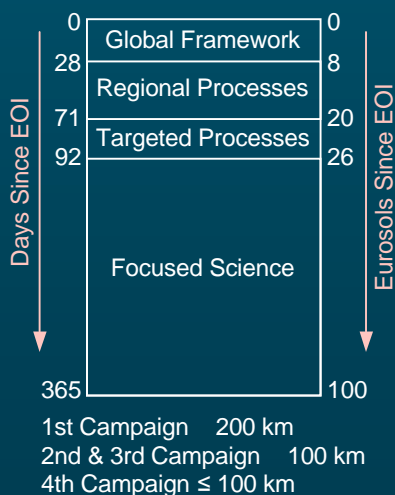 0 0
Global Framework
28 8
Regional Processes
71 20
Targeted Processes
92 26
Days Since EOI
Eurosols Since EOI
Focused Science
365 100
1st Campaign 200 km
2nd & 3rd Campaign 100 km
4th Campaign ≤ 100 km